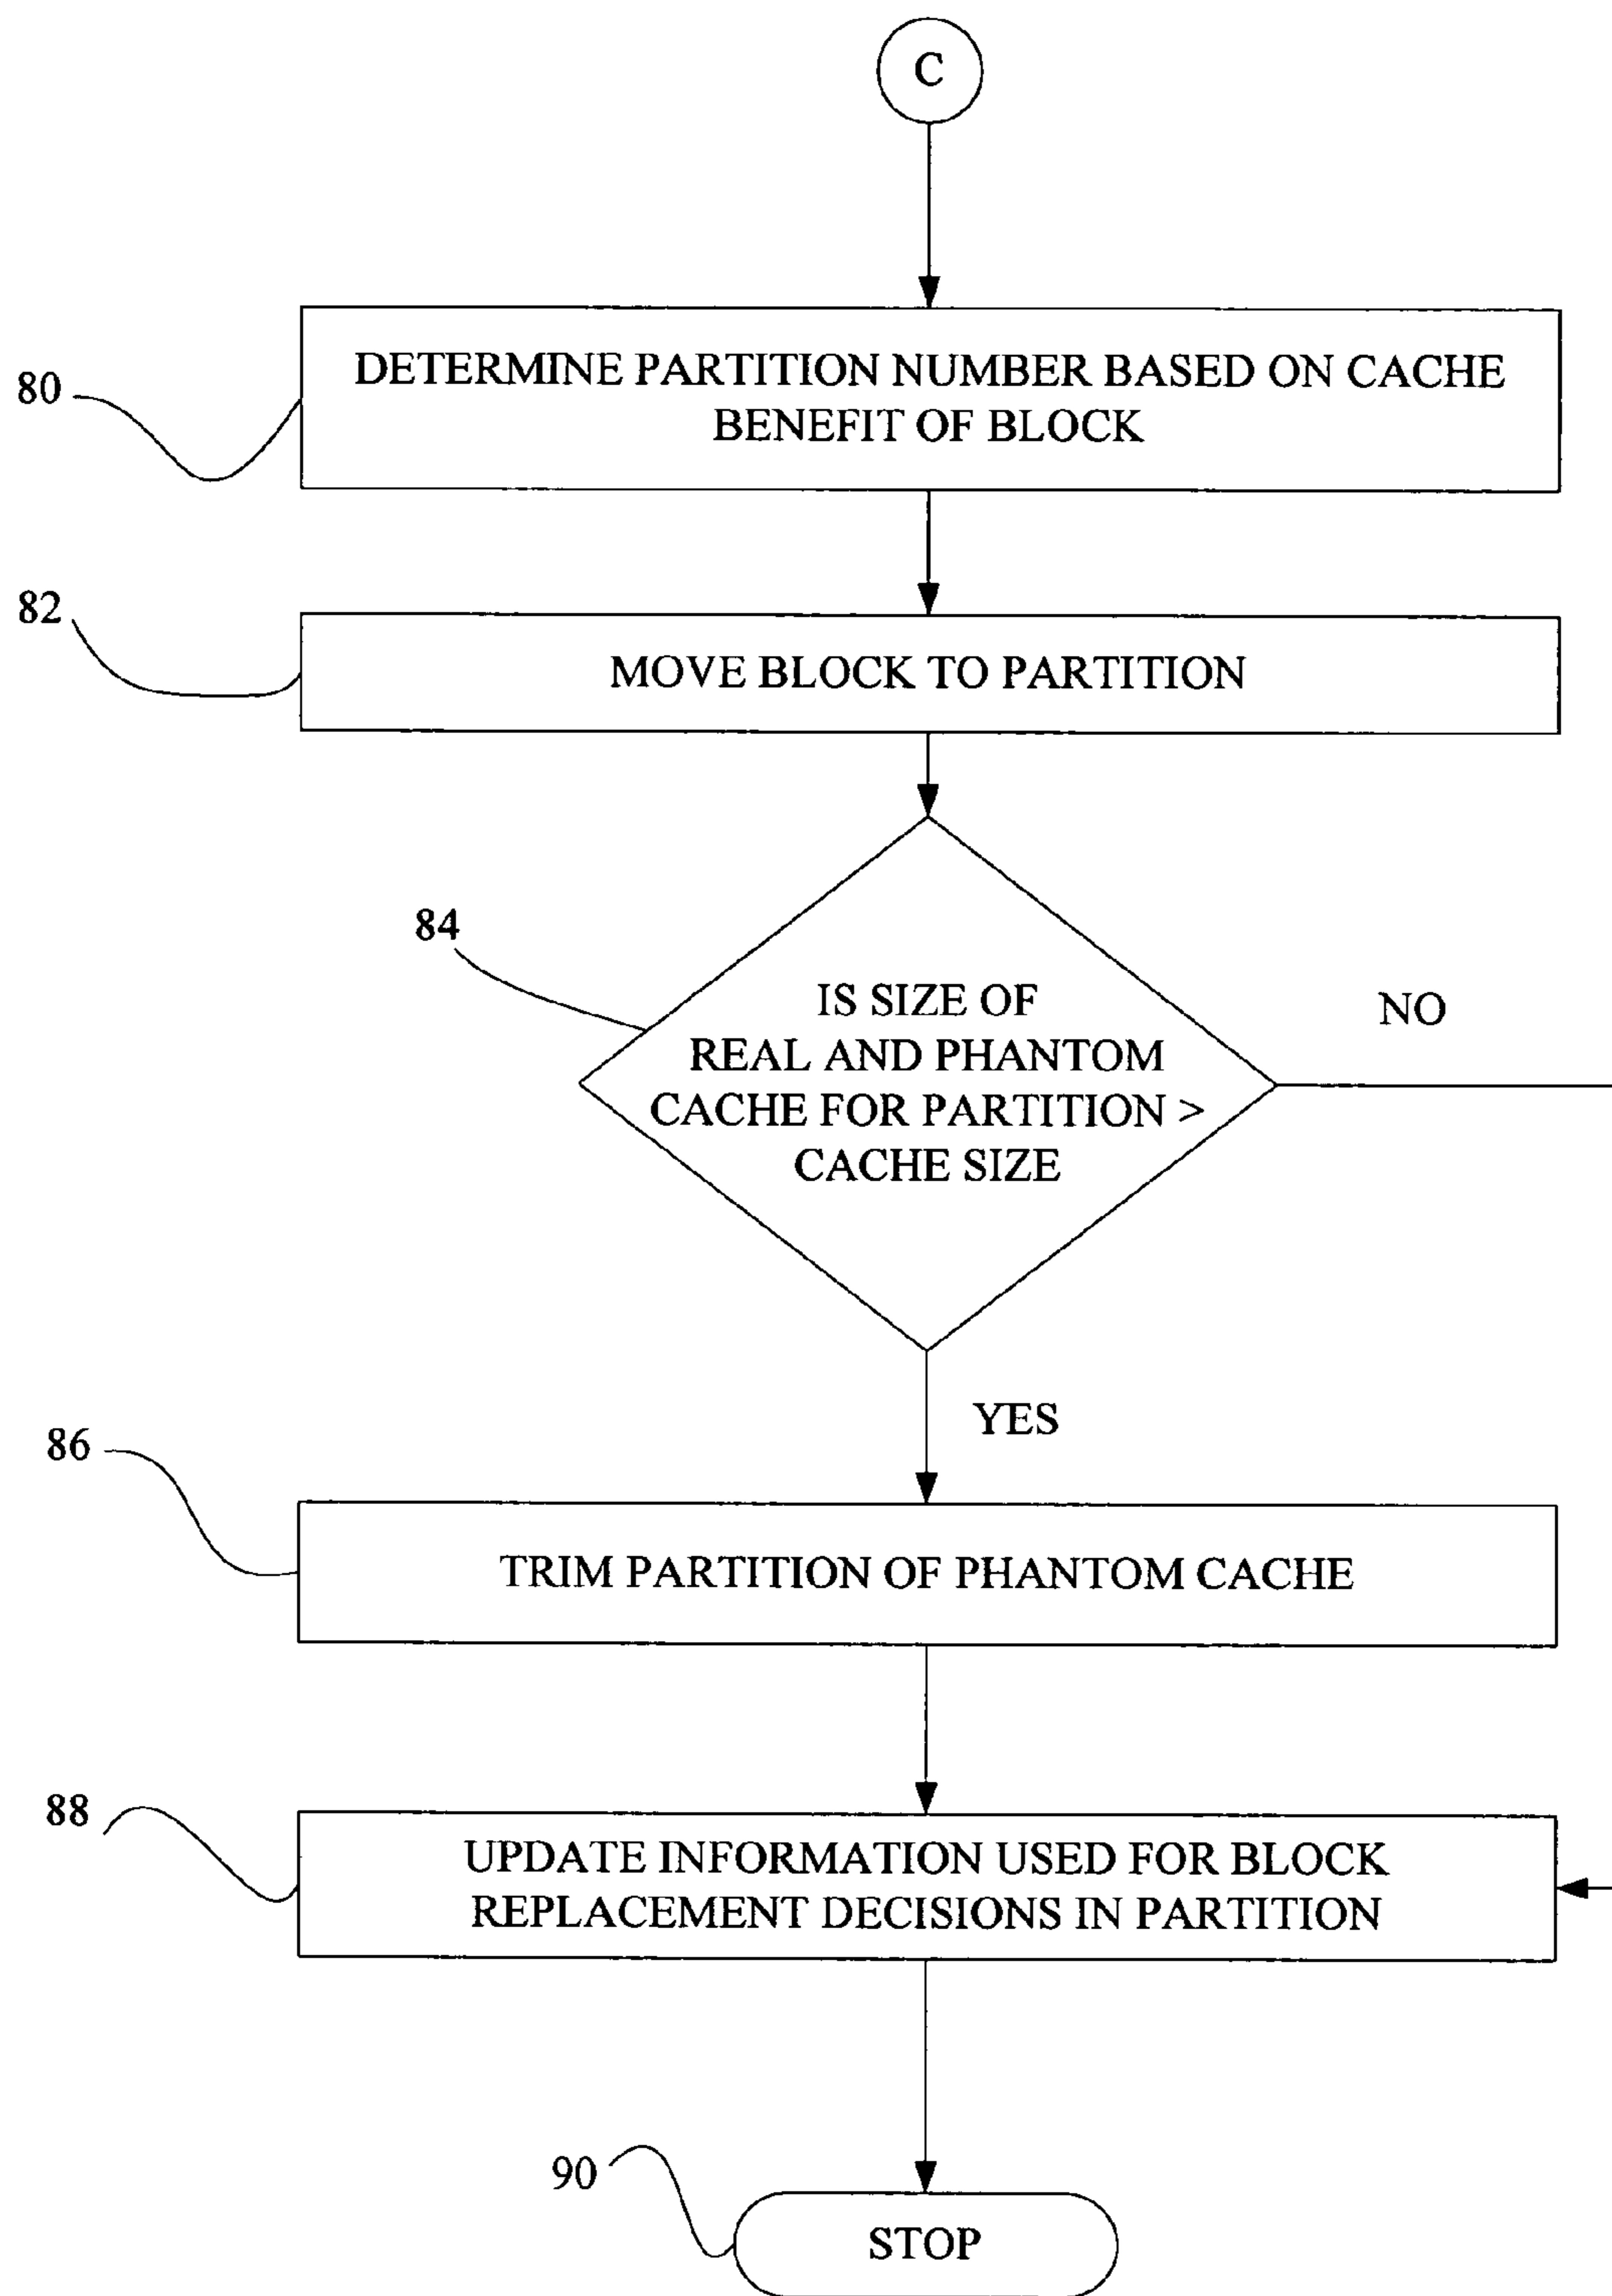 C
80
DETERMINE PARTITION NUMBER BASED ON CACHE
BENEFIT OF BLOCK
82
MOVE BLOCK TO PARTITION
84
IS SIZE OF
REAL AND PHANTOM
CACHE FOR PARTITION >
CACHE SIZE
NO
YES
86
TRIM PARTITION OF PHANTOM CACHE
88
UPDATE INFORMATION USED FOR BLOCK
REPLACEMENT DECISIONS IN PARTITION
90
STOP